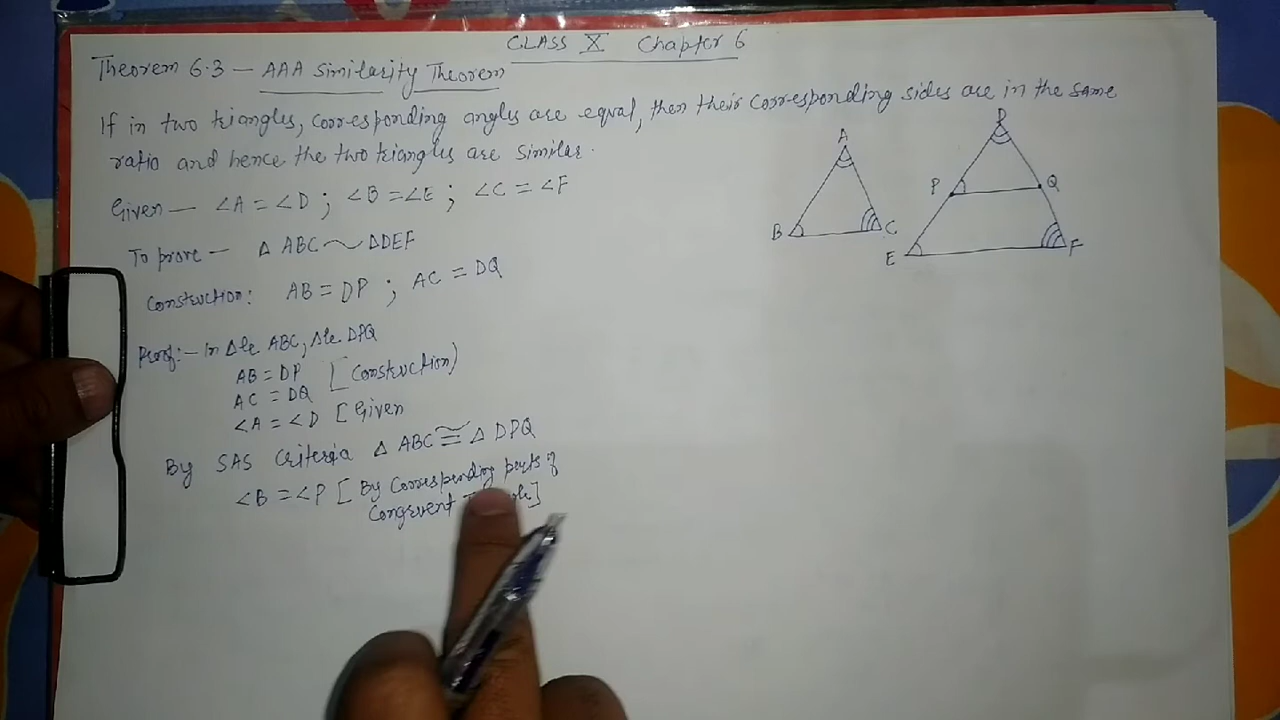 CLASS X Chapter 6
Theorem 6.3 — AAA Similarity Theorem
If in two triangles, corresponding angles are equal, then their corresponding sides are in the same
ratio and hence the two triangles are similar.
Given — ∠A = ∠D ; ∠B = ∠E ; ∠C = ∠F
To prove — △ ABC ~ △DEF
Construction: AB = DP ; AC = DQ
Proof:- In △le ABC, △le DPQ
AB = DP [Construction)
AC = DQ
∠A = ∠D [Given
By SAS Criteria △ ABC ≅ △ DPQ
∠B = ∠P [By Corresponding parts of
Congruent]
A
B
C
D
P
Q
E
F